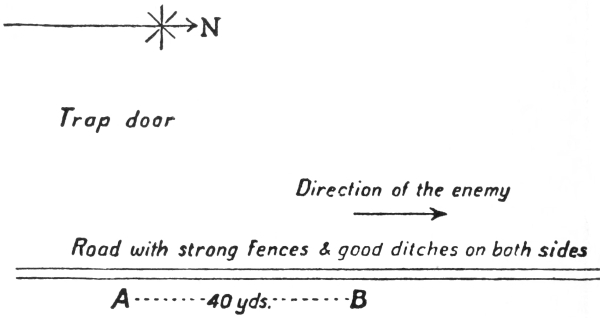 N
Trap door
Direction of the enemy
Road with strong fences & good ditches on both sides
A--------40 yds.--------B